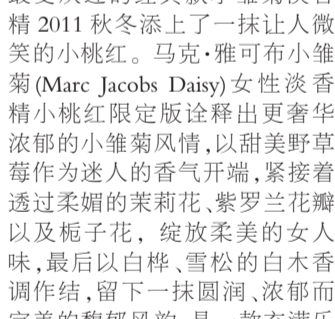 精 2011 秋冬添上了一抹让人微
笑的小桃红。马克·雅可布小雏
菊(Marc Jacobs Daisy)女性淡香
精小桃红限定版诠释出更奢华
浓郁的小雏菊风情,以甜美野草
莓作为迷人的香气开端,紧接着
透过柔媚的茉莉花、紫罗兰花瓣
以及栀子花，绽放柔美的女人
味,最后以白桦、雪松的白木香
调作结,留下一抹圆润、浓郁而